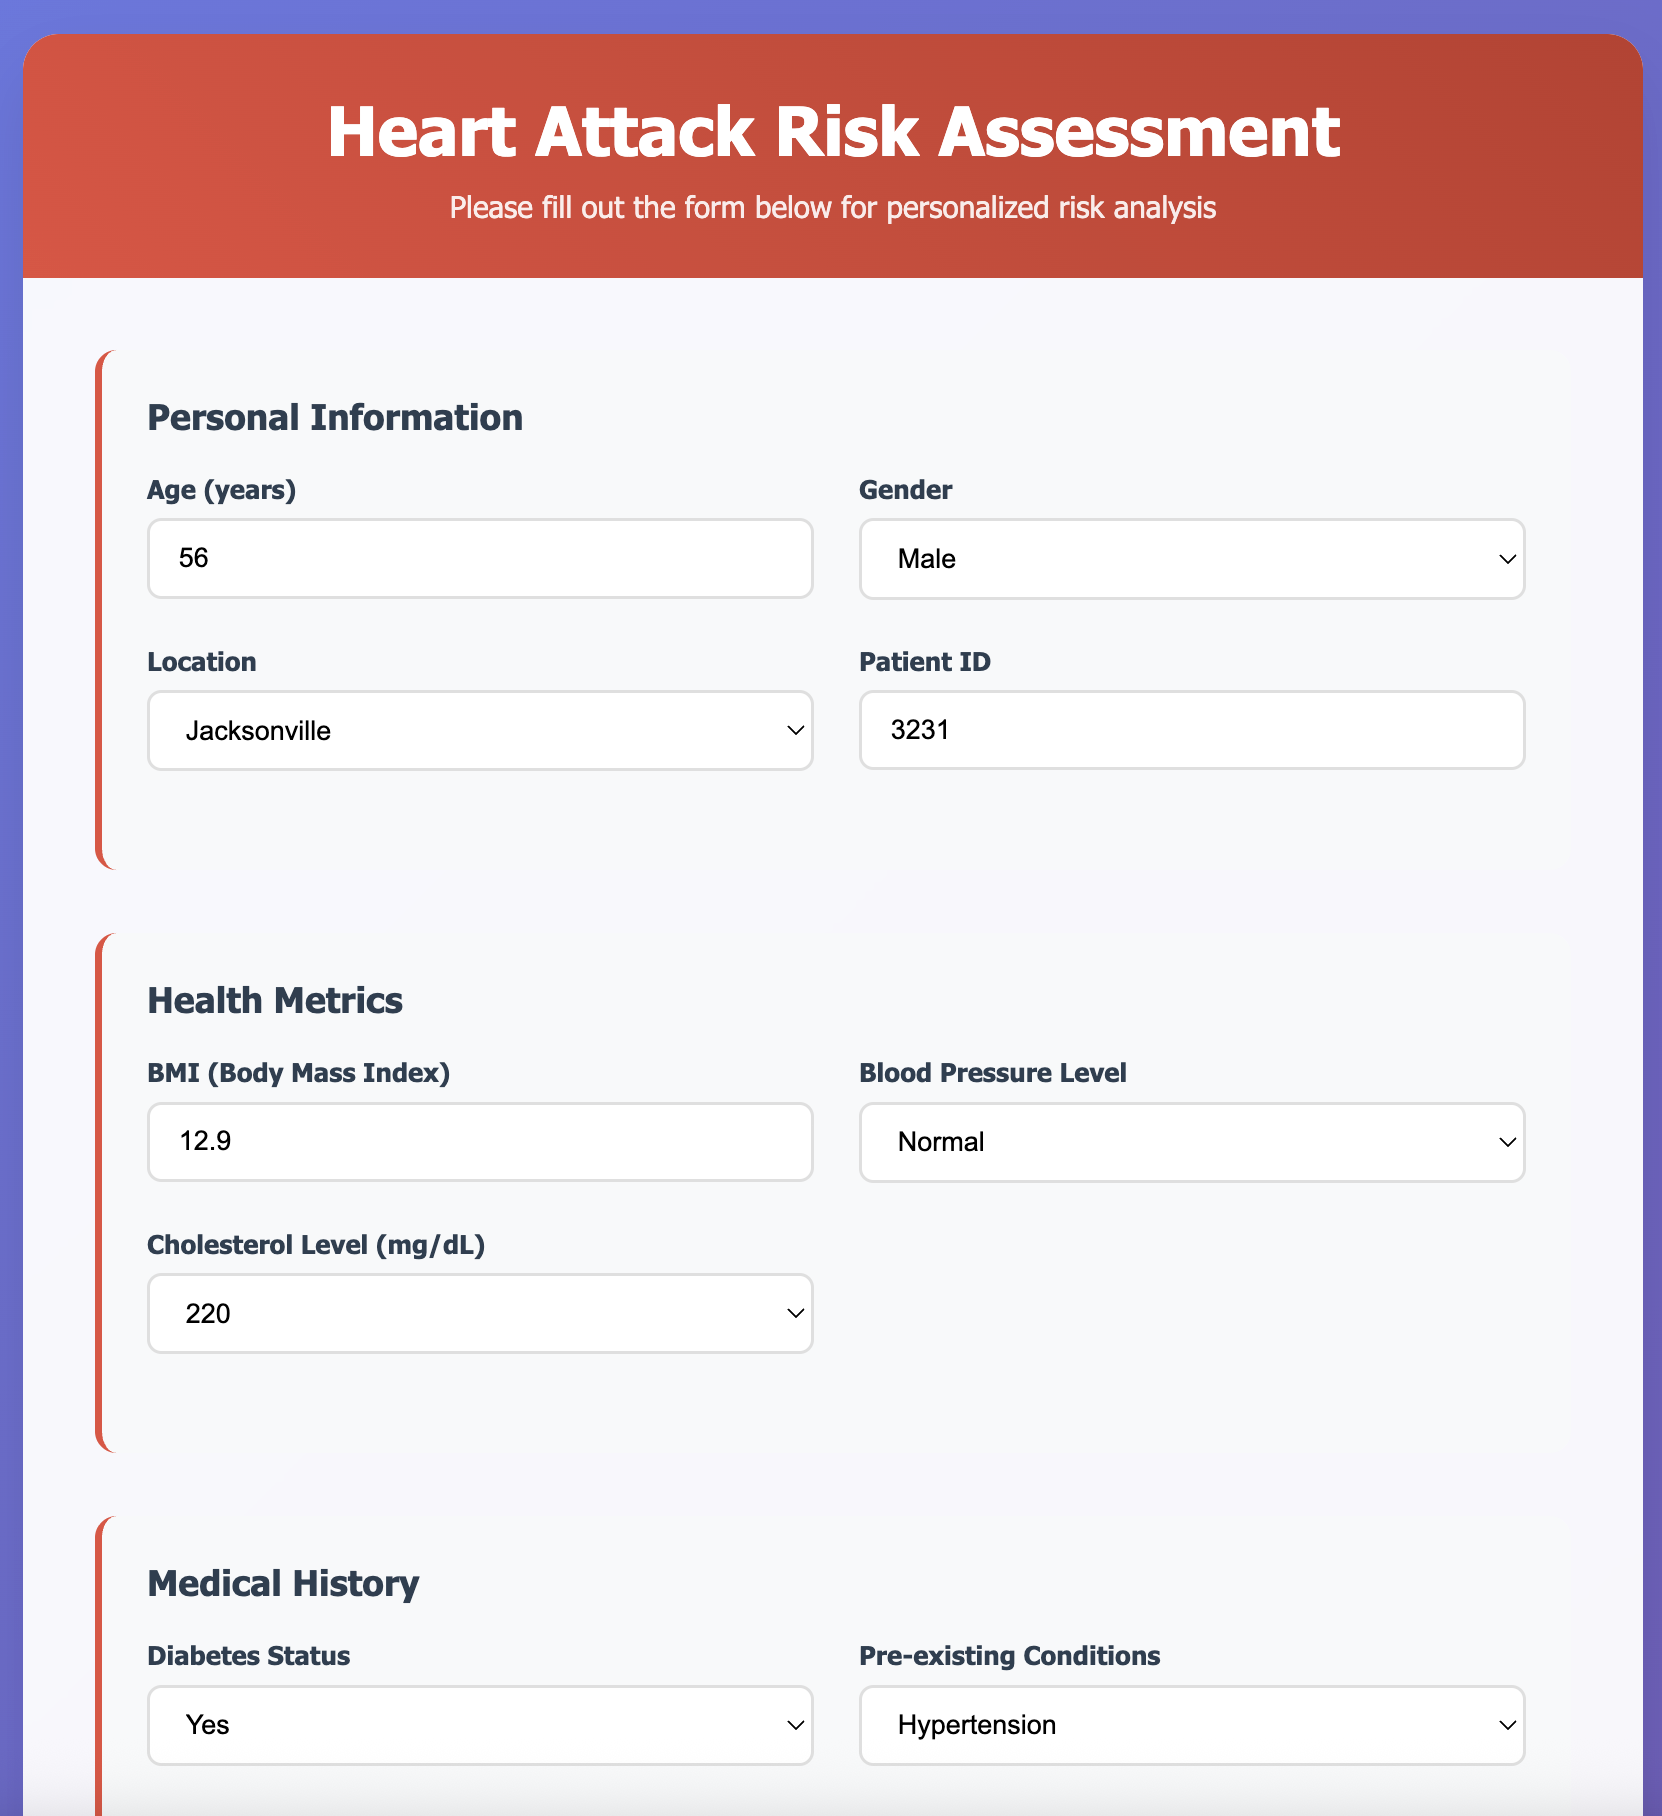 Heart Attack Risk Assessment
Please fill out the form below for personalized risk analysis
Personal Information
Age (years)
56
Gender
Male
Location
Jacksonville
Patient ID
3231
Health Metrics
BMI (Body Mass Index)
12.9
Blood Pressure Level
Normal
Cholesterol Level (mg/dL)
220
Medical History
Diabetes Status
Yes
Pre-existing Conditions
Hypertension